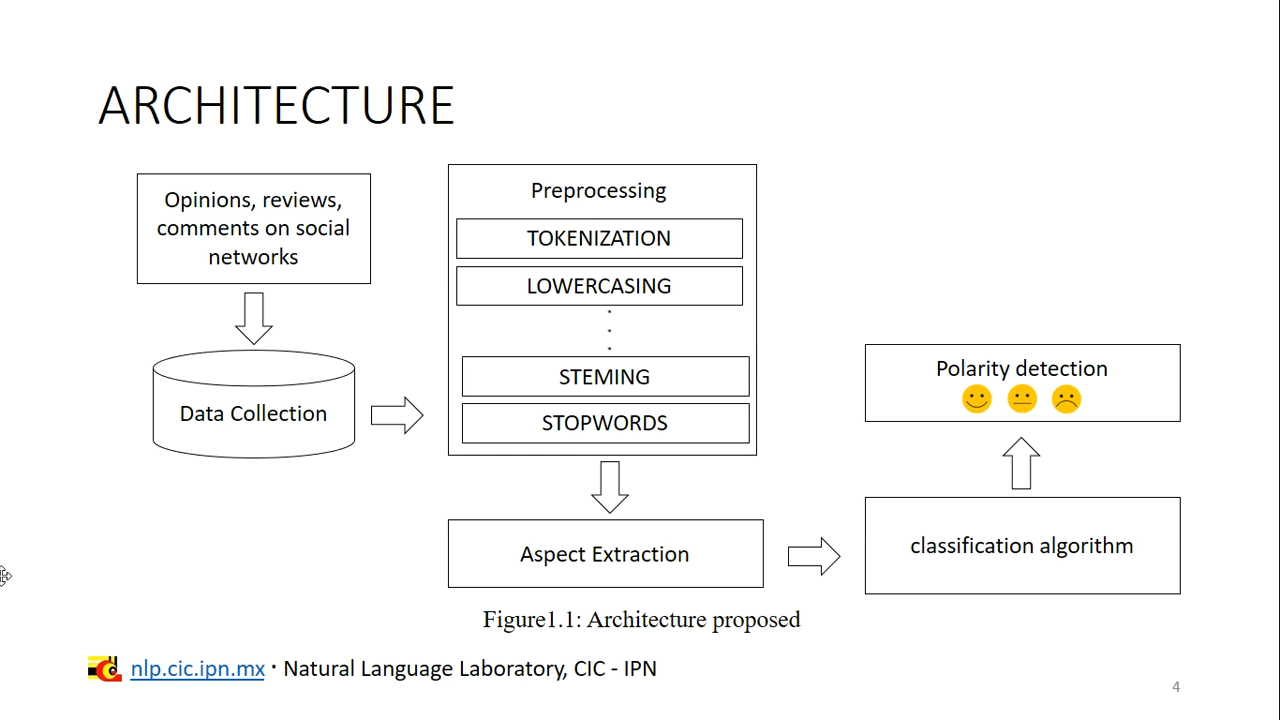 ARCHITECTURE
Opinions, reviews,
comments on social
networks
Data Collection
Preprocessing
TOKENIZATION
LOWERCASING
.
.
.
STEMING
STOPWORDS
Aspect Extraction
classification algorithm
Polarity detection
Figure1.1: Architecture proposed
nlp.cic.ipn.mx · Natural Language Laboratory, CIC - IPN
4